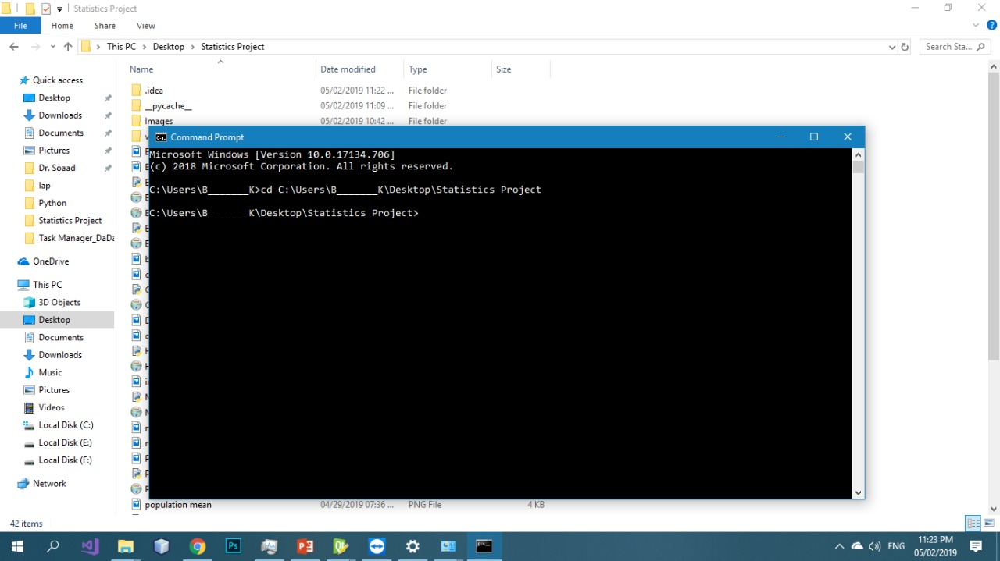 Statistics Project
File Home Share View
This PC Desktop Statistics Project
Search Sta...
Name Date modified Type Size
Quick access
Desktop
Downloads
Documents
Pictures
Dr. Soaad
lap
Python
Statistics Project
Task Manager_DaDa
OneDrive
This PC
3D Objects
Desktop
Documents
Downloads
Music
Pictures
Videos
Local Disk (C:)
Local Disk (E:)
Local Disk (F:)
Network
.idea 05/02/2019 11:22 ... File folder
__pycache__ 05/02/2019 11:09 ... File folder
Images 05/02/2019 10:42 ... File folder
Command Prompt
Microsoft Windows [Version 10.0.17134.706]
(c) 2018 Microsoft Corporation. All rights reserved.
C:\Users\B_______K>cd C:\Users\B_______K\Desktop\Statistics Project
C:\Users\B_______K\Desktop\Statistics Project>
population mean 04/29/2019 07:36 ... PNG File 4 KB
42 items
Ps
ENG
11:23 PM
05/02/2019